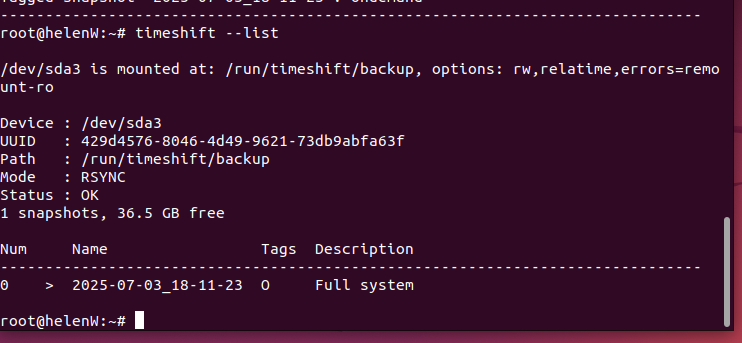 root@helenW:~# timeshift --list
/dev/sda3 is mounted at: /run/timeshift/backup, options: rw,relatime,errors=remo
unt-ro
Device : /dev/sda3
UUID   : 429d4576-8046-4d49-9621-73db9abfa63f
Path   : /run/timeshift/backup
Mode   : RSYNC
Status : OK
1 snapshots, 36.5 GB free
Num     Name                 Tags  Description
------------------------------------------------------------------------------
0    >  2025-07-03_18-11-23  O     Full system
root@helenW:~#